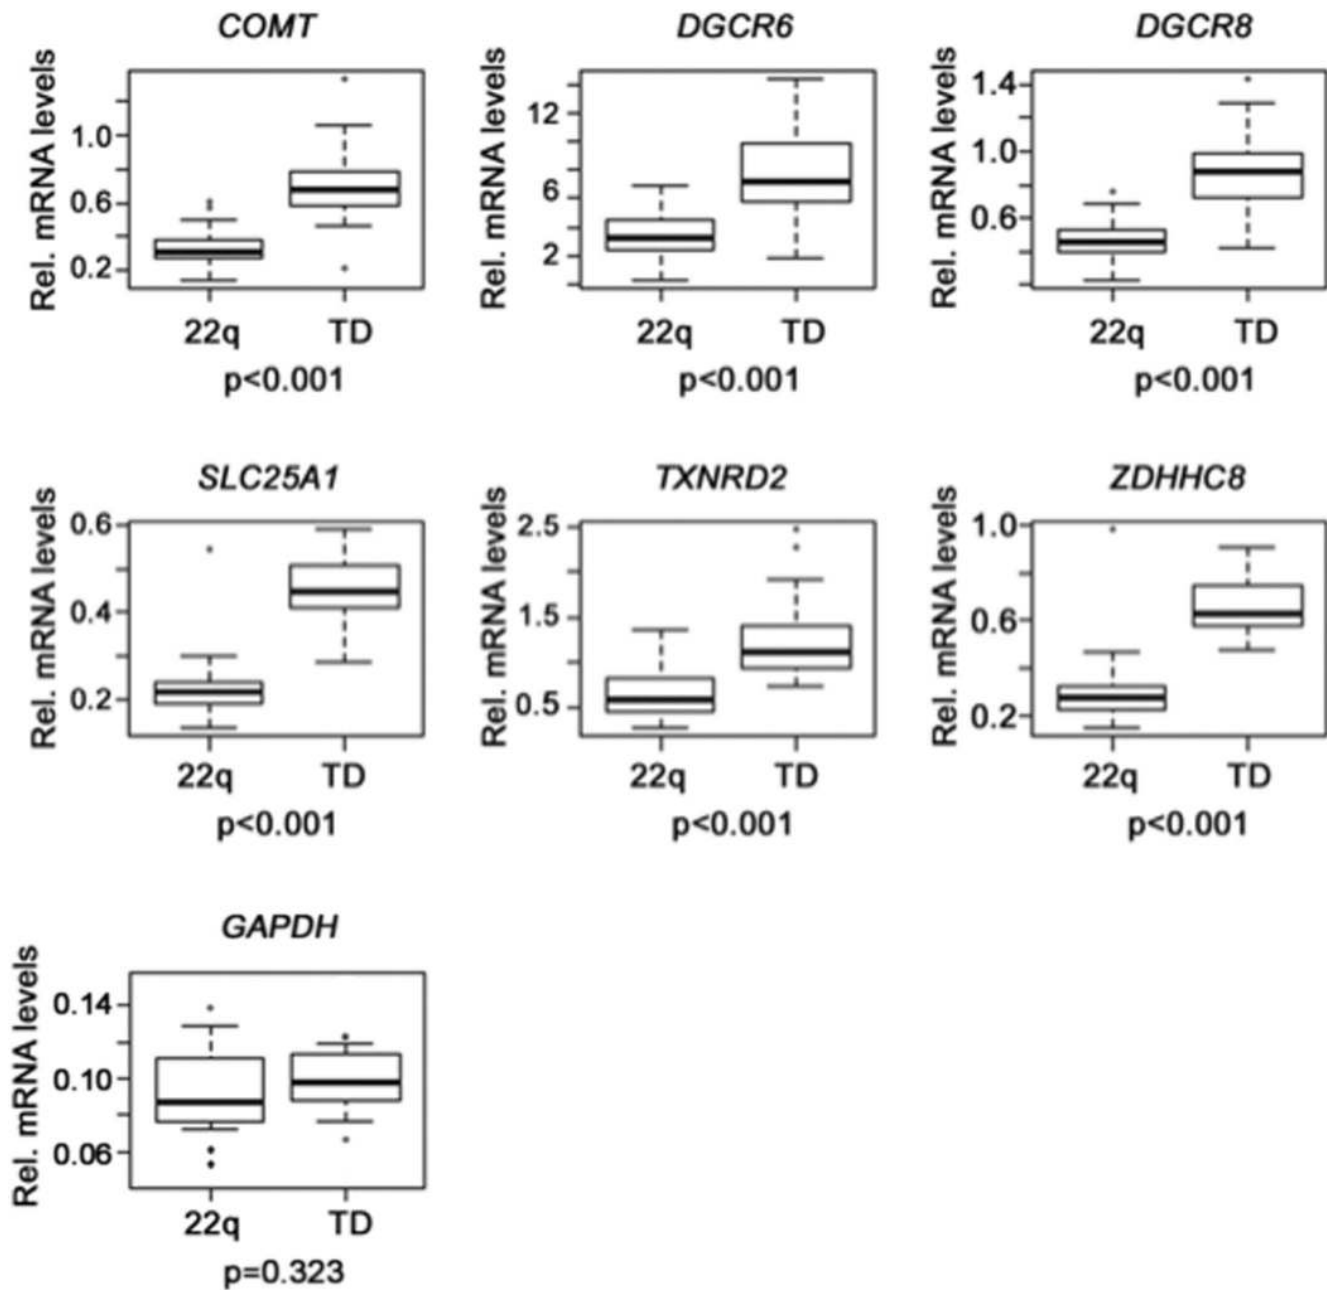 COMT DGCR6 DGCR8
Rel. mRNA levels
1.0
0.6
0.2
22q TD
p<0.001
Rel. mRNA levels
12
6
2
22q TD
p<0.001
Rel. mRNA levels
1.4
1.0
0.6
22q TD
p<0.001
SLC25A1 TXNRD2 ZDHHC8
Rel. mRNA levels
0.6
0.4
0.2
22q TD
p<0.001
Rel. mRNA levels
2.5
1.5
0.5
22q TD
p<0.001
Rel. mRNA levels
1.0
0.6
0.2
22q TD
p<0.001
GAPDH
Rel. mRNA levels
0.14
0.10
0.06
22q TD
p=0.323